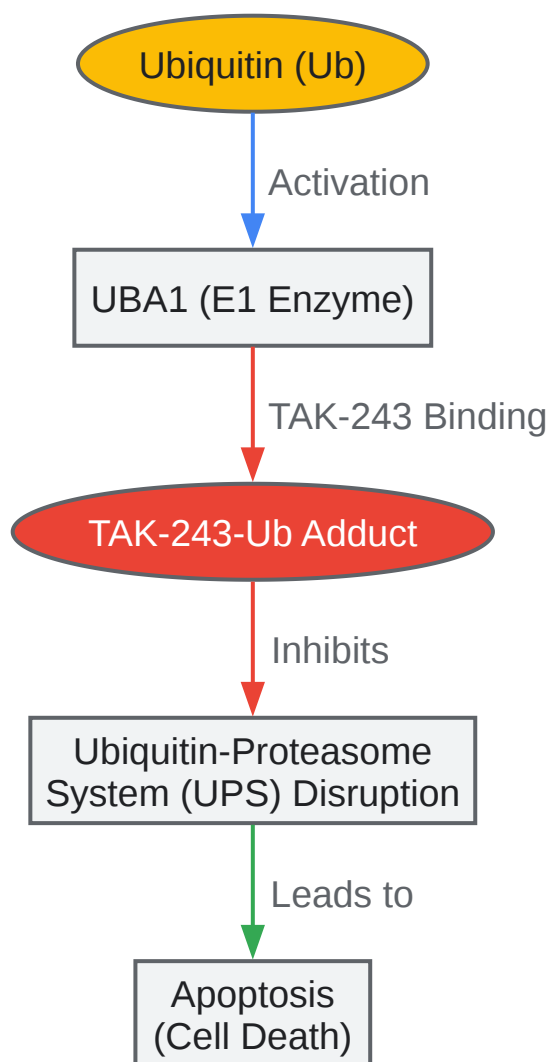 Ubiquitin (Ub)
Activation
UBA1 (E1 Enzyme)
TAK-243 Binding
TAK-243-Ub Adduct
Inhibits
Ubiquitin-Proteasome
System (UPS) Disruption
Leads to
Apoptosis
(Cell Death)